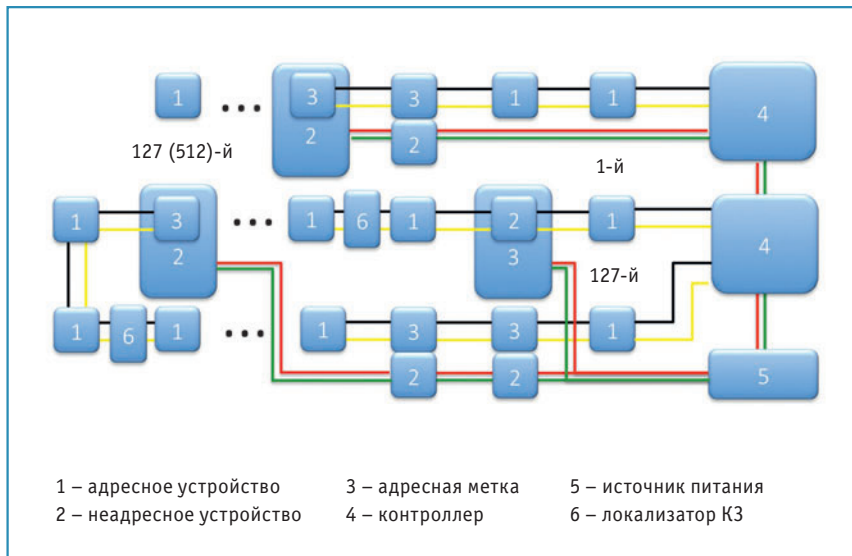 1 ... 3 3 1 1 4
2 2
127 (512)-й
1-й
1 3 ... 1 6 1 2 1 4
2 3
127-й
1 6 1 ... 1 3 3 1
2 2 5
1 – адресное устройство
2 – неадресное устройство
3 – адресная метка
4 – контроллер
5 – источник питания
6 – локализатор КЗ